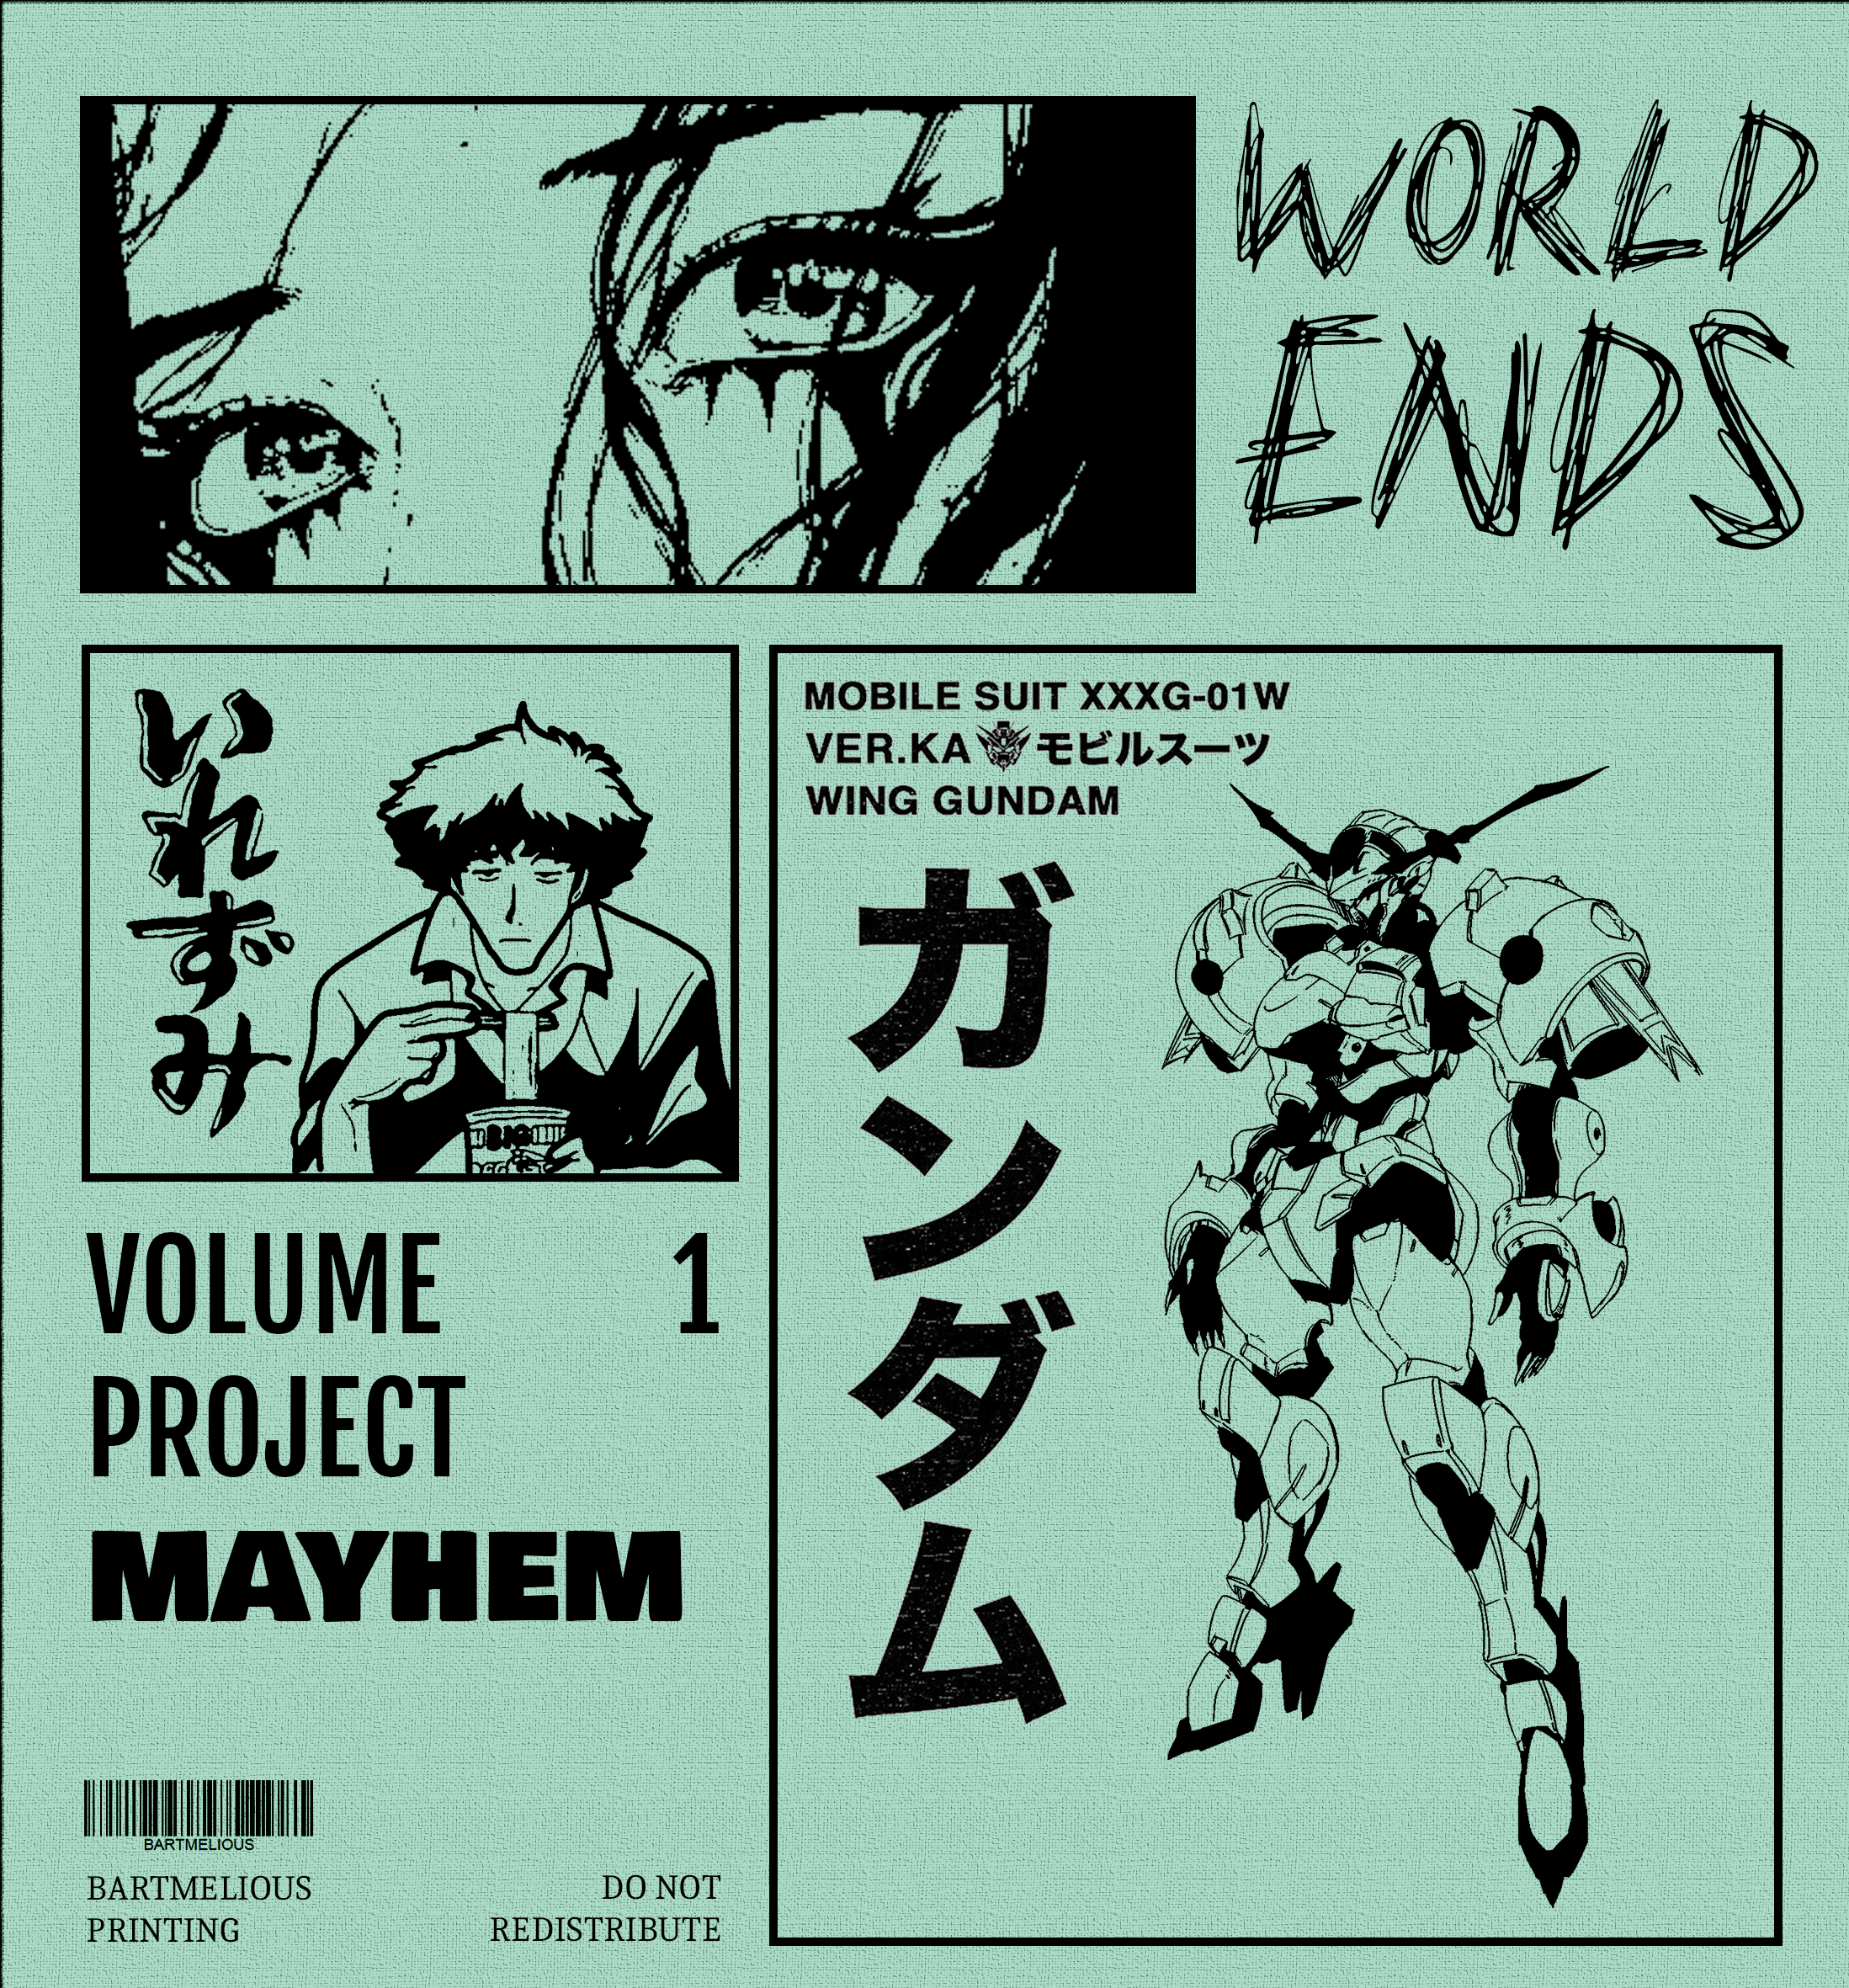 WORLD
ENDS
いれずみ
MOBILE SUIT XXXG-01W
VER.KA モビルスーツ
WING GUNDAM
ガンダム
BIG
VOLUME 1
PROJECT
MAYHEM
BARTMELIOUS
BARTMELIOUS
PRINTING
DO NOT
REDISTRIBUTE